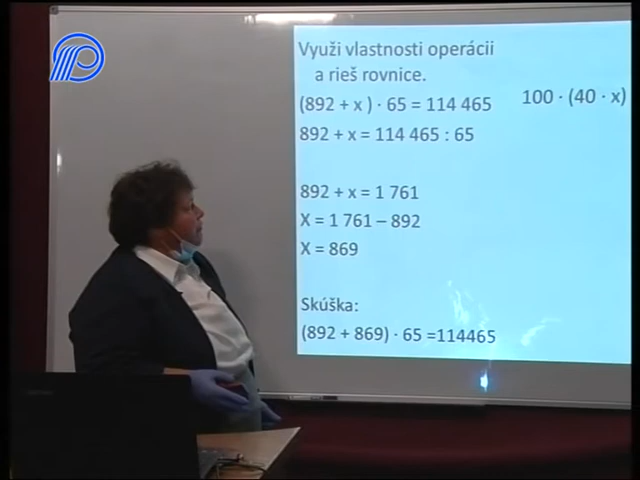 Využi vlastnosti operácii
a rieš rovnice.
(892 + x ) · 65 = 114 465
100 · (40 · x)
892 + x = 114 465 : 65
892 + x = 1 761
X = 1 761 – 892
X = 869
Skúška:
(892 + 869) · 65 =114465